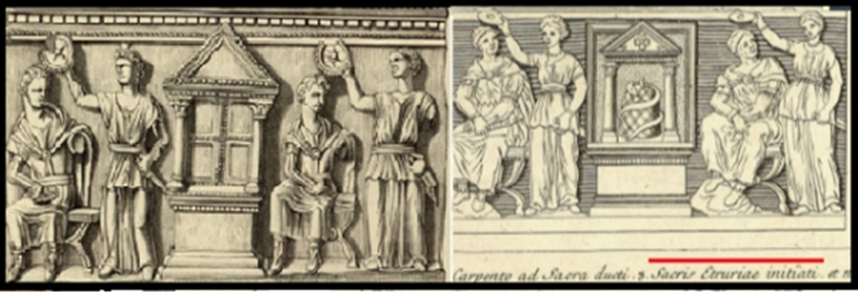 Carpento ad Sacra ducti . 3. Sacris Etruriae initiati . et